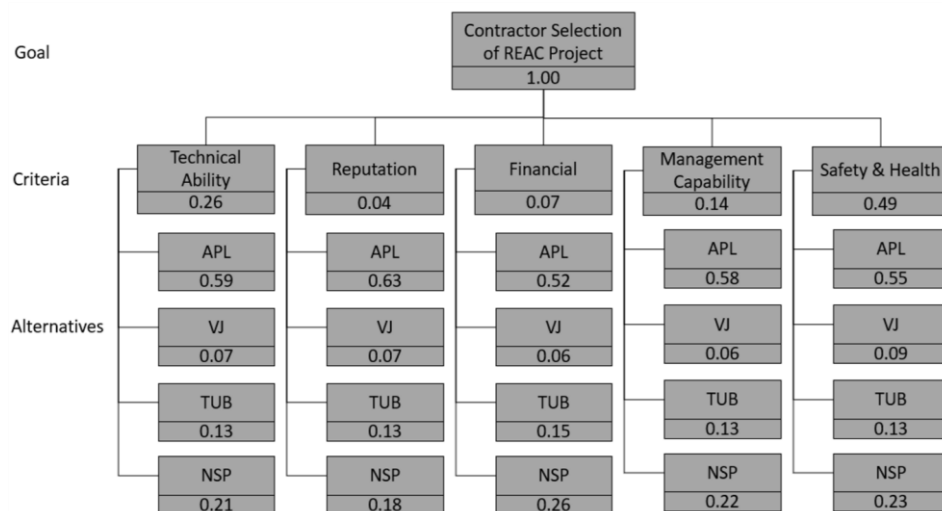 Goal
Contractor Selection
of REAC Project
1.00
Criteria
Technical
Ability
0.26
Reputation
0.04
Financial
0.07
Management
Capability
0.14
Safety & Health
0.49
Alternatives
APL
0.59
VJ
0.07
TUB
0.13
NSP
0.21
APL
0.63
VJ
0.07
TUB
0.13
NSP
0.18
APL
0.52
VJ
0.06
TUB
0.15
NSP
0.26
APL
0.58
VJ
0.06
TUB
0.13
NSP
0.22
APL
0.55
VJ
0.09
TUB
0.13
NSP
0.23